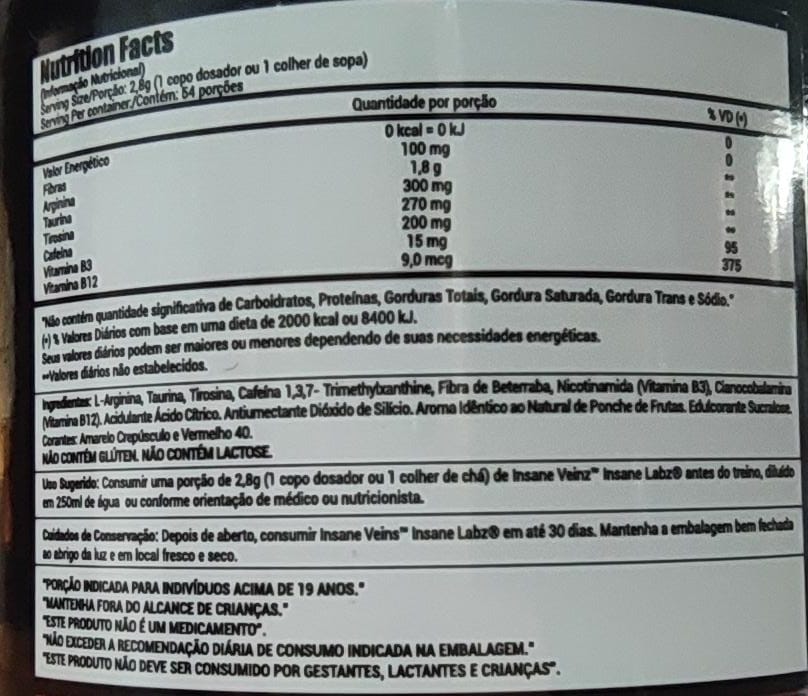 Nutrition Facts
(Informação Nutricional)
Serving Size/Porção: 2,8g (1 copo dosador ou 1 colher de sopa)
Serving Per container/Contém: 54 porções
Quantidade por porção % VD (*)
Valor Energético 0 kcal = 0 kJ 0
Fibras 100 mg 0
Arginina 1,8 g **
Taurina 300 mg **
Tirosina 270 mg **
Cafeína 200 mg **
Vitamina B3 15 mg 95
Vitamina B12 9,0 mcg 375
"Não contém quantidade significativa de Carboidratos, Proteínas, Gorduras Totais, Gordura Saturada, Gordura Trans e Sódio."
(*) % Valores Diários com base em uma dieta de 2000 kcal ou 8400 kJ.
Seus valores diários podem ser maiores ou menores dependendo de suas necessidades energéticas.
**Valores diários não estabelecidos.
Ingredientes: L-Arginina, Taurina, Tirosina, Cafeína 1,3,7- Trimethylxanthine, Fibra de Beterraba, Nicotinamida (Vitamina B3), Cianocobalamina
(Vitamina B12). Acidulante Ácido Cítrico. Antiumectante Dióxido de Silício. Aroma Idêntico ao Natural de Ponche de Frutas. Edulcorante Sucralose.
Corantes: Amarelo Crepúsculo e Vermelho 40.
NÃO CONTÉM GLÚTEN. NÃO CONTÉM LACTOSE.
Uso Sugerido: Consumir uma porção de 2,8g (1 copo dosador ou 1 colher de chá) de Insane Veinz™ Insane Labz® antes do treino, diluído
em 250ml de água ou conforme orientação de médico ou nutricionista.
Cuidados de Conservação: Depois de aberto, consumir Insane Veins™ Insane Labz® em até 30 dias. Mantenha a embalagem bem fechada
ao abrigo da luz e em local fresco e seco.
"PORÇÃO INDICADA PARA INDIVÍDUOS ACIMA DE 19 ANOS."
"MANTENHA FORA DO ALCANCE DE CRIANÇAS."
"ESTE PRODUTO NÃO É UM MEDICAMENTO".
"NÃO EXCEDER A RECOMENDAÇÃO DIÁRIA DE CONSUMO INDICADA NA EMBALAGEM."
"ESTE PRODUTO NÃO DEVE SER CONSUMIDO POR GESTANTES, LACTANTES E CRIANÇAS".